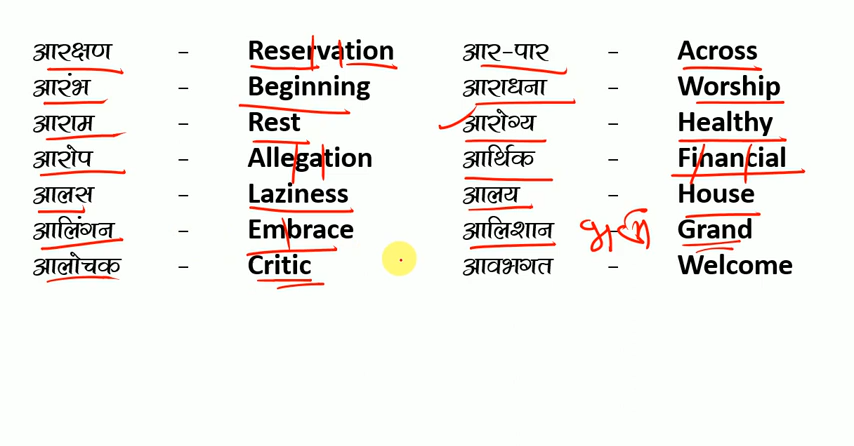 आरक्षण - Reservation आर-पार - Across
आरंभ - Beginning आराधना - Worship
आराम - Rest आरोग्य - Healthy
आरोप - Allegation आर्थिक - Financial
आलस - Laziness आलय - House
आलिंगन - Embrace आलिशान - भव्य Grand
आलोचक - Critic आवभगत - Welcome